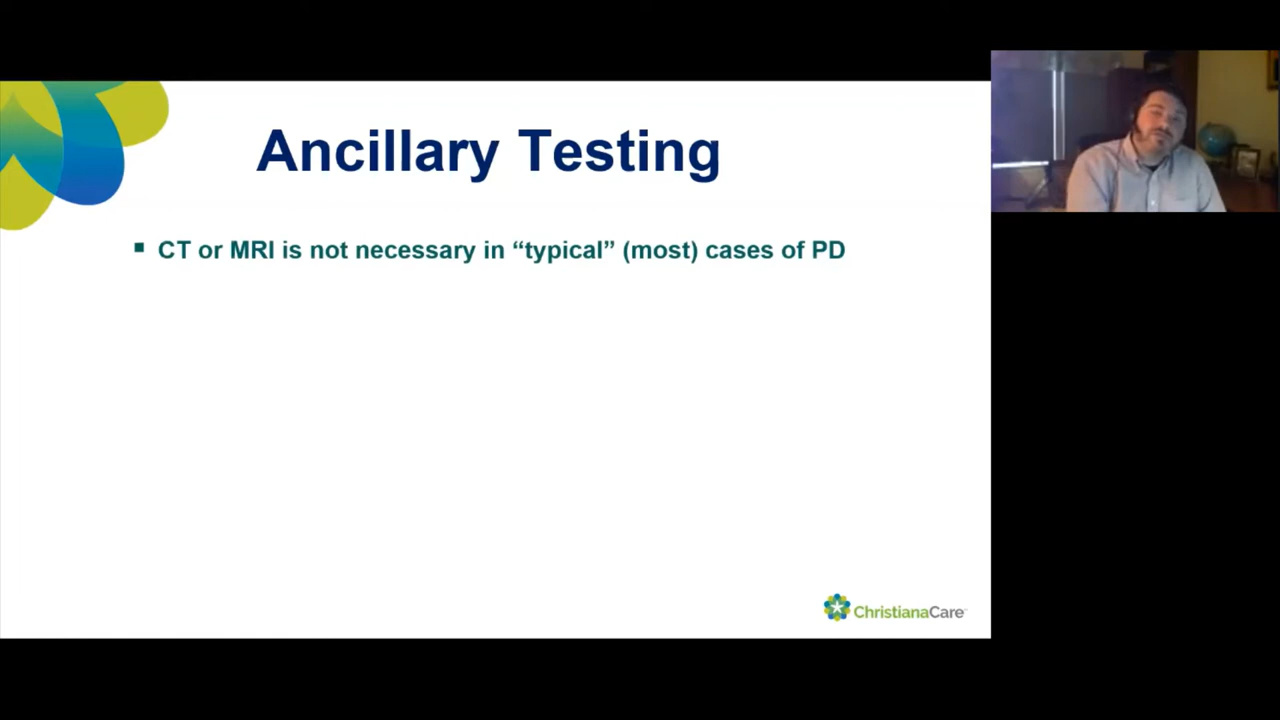 Ancillary Testing
▪ CT or MRI is not necessary in “typical” (most) cases of PD
ChristianaCare